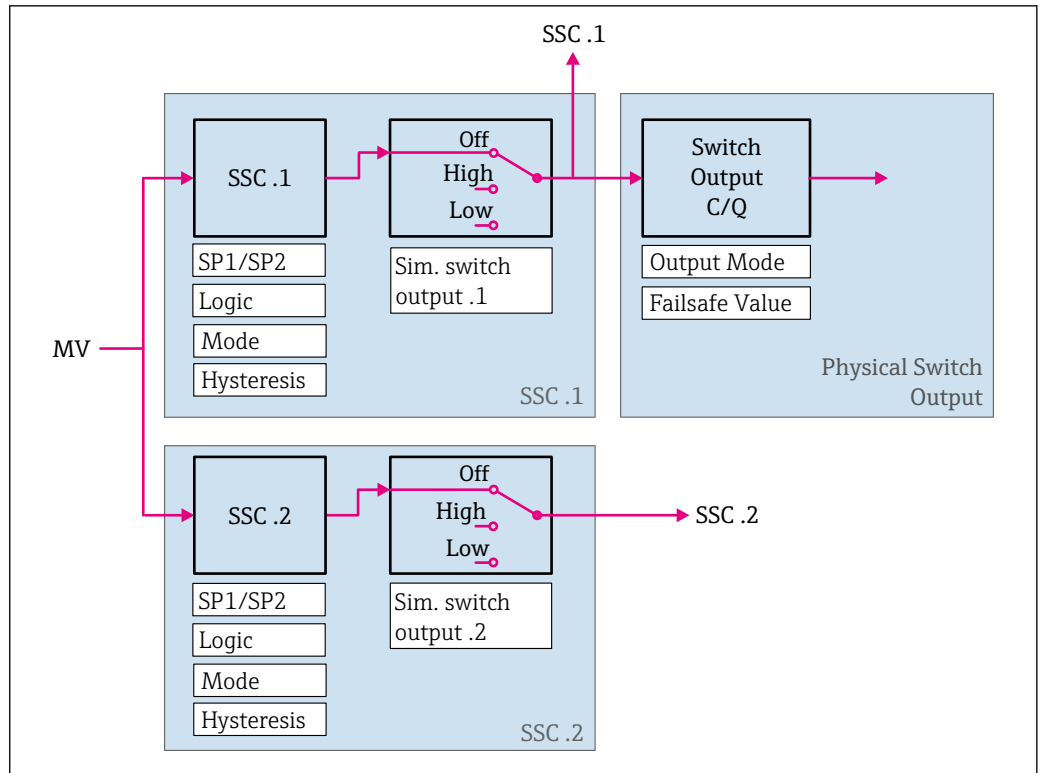 SSC .1
SSC .1
Off
High
Low
Switch
Output
C/Q
SP1/SP2
Logic
Mode
Hysteresis
Sim. switch
output .1
Output Mode
Failsafe Value
MV
SSC .1
Physical Switch
Output
SSC .2
Off
High
Low
SSC .2
SP1/SP2
Logic
Mode
Hysteresis
Sim. switch
output .2
SSC .2